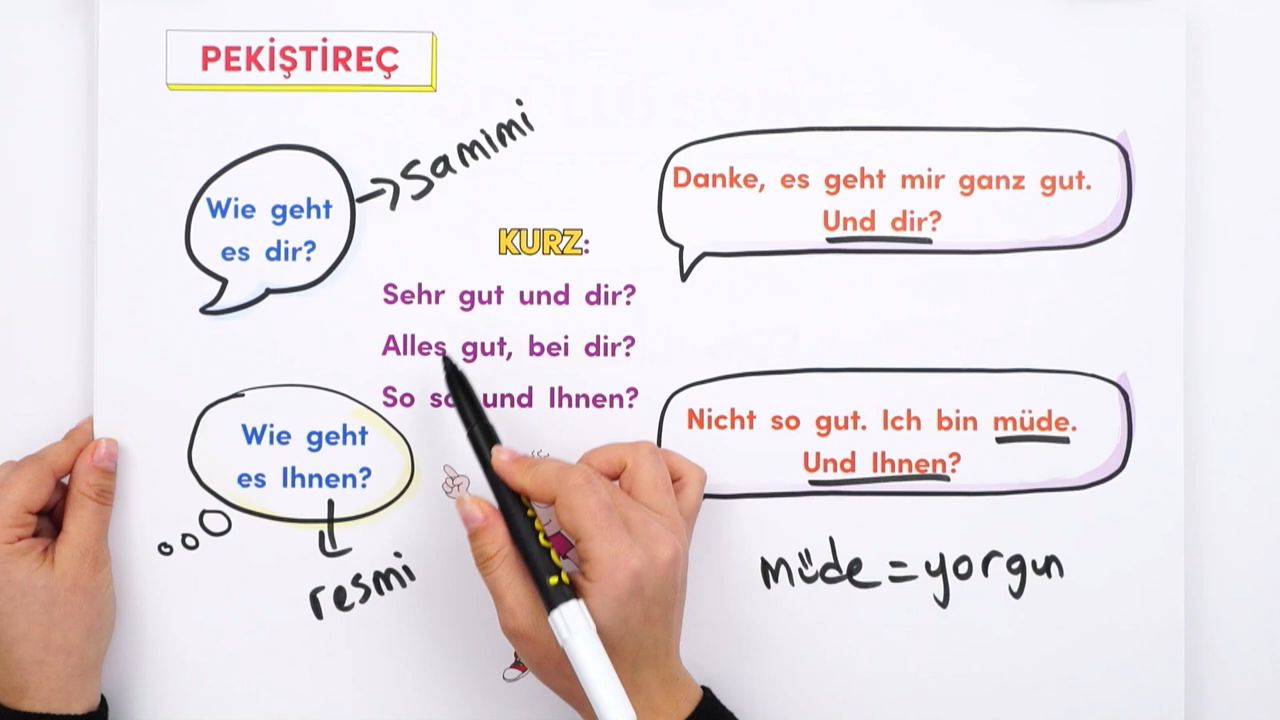 PEKİŞTİREÇ
Wie geht
es dir?
→samimi
Danke, es geht mir ganz gut.
Und dir?
KURZ:
Sehr gut und dir?
Alles gut, bei dir?
So so und Ihnen?
Wie geht
es Ihnen?
resmi
Nicht so gut. Ich bin müde.
Und Ihnen?
müde=yorgun